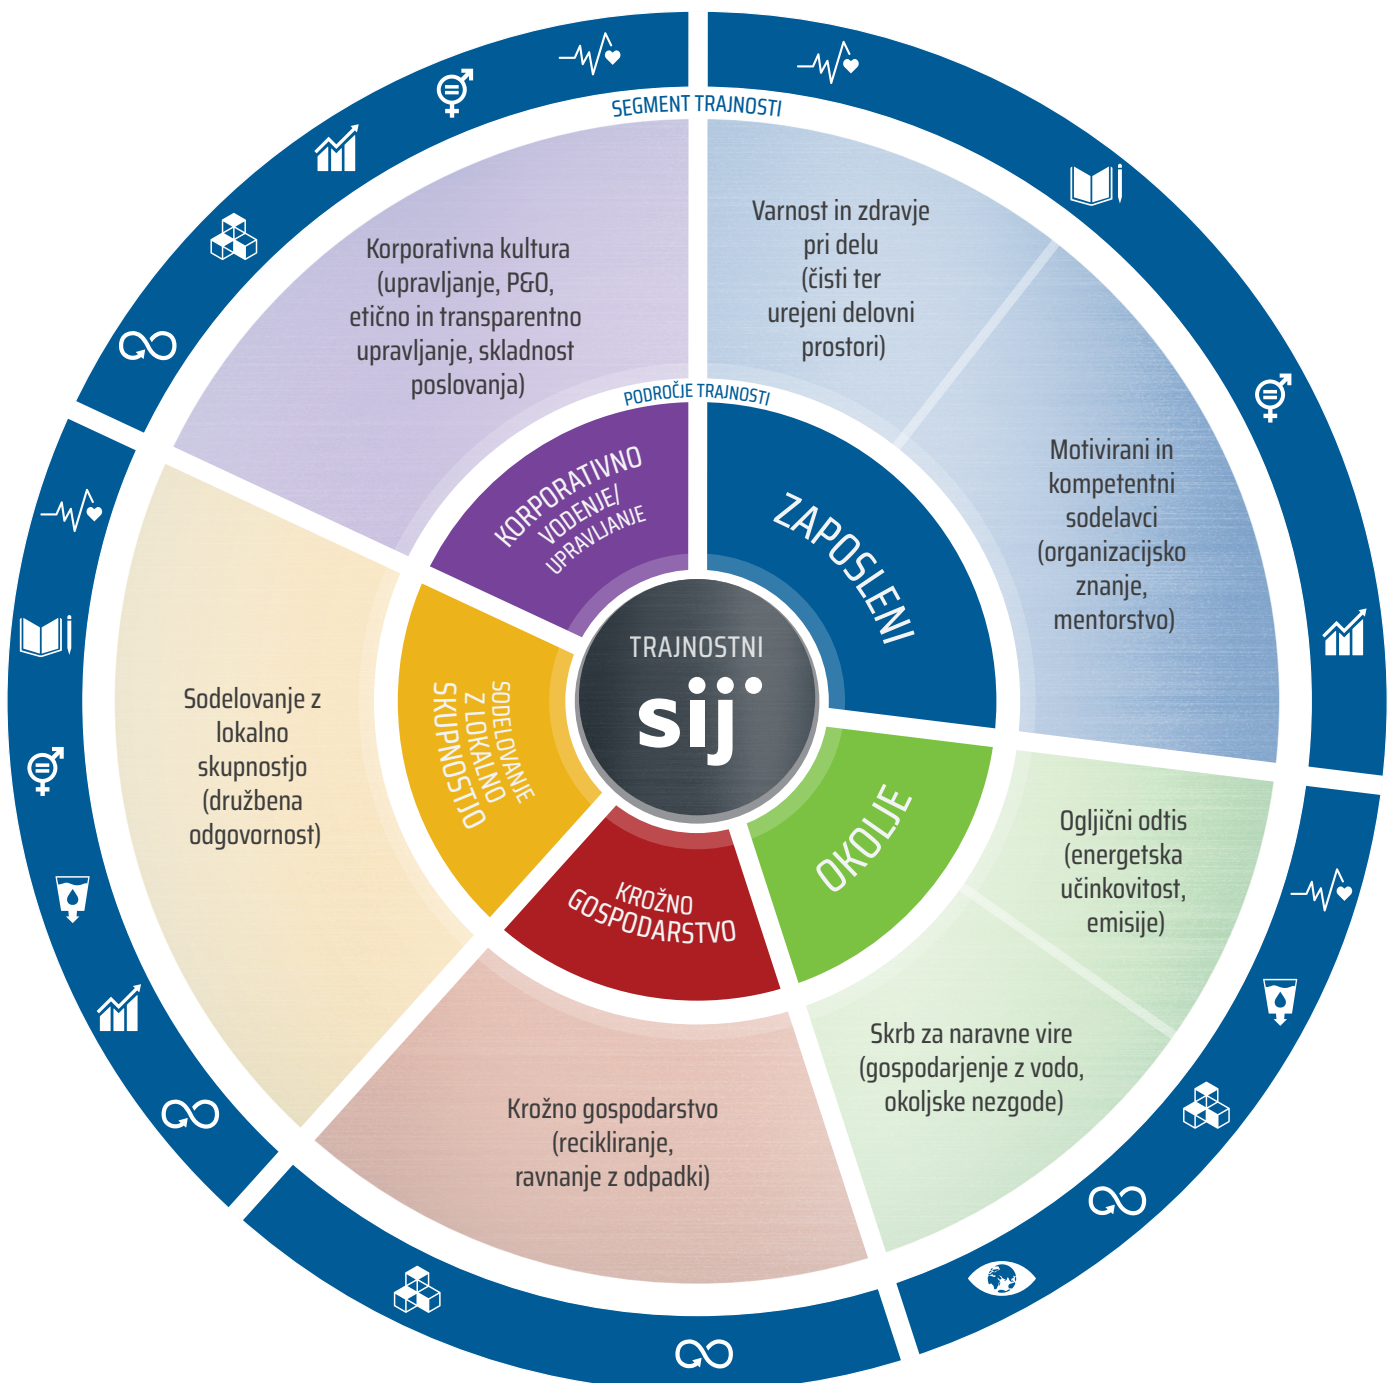 SEGMENT TRAJNOSTI
Varnost in zdravje
pri delu
(čisti ter
urejeni delovni
prostori)
Korporativna kultura
(upravljanje, P&O,
etično in transparentno
upravljanje, skladnost
poslovanja)
PODROČJE TRAJNOSTI
Motivirani in
kompetentni
sodelavci
(organizacijsko
znanje,
mentorstvo)
KORPORATIVNO
VODENJE/
UPRAVLJANJE
ZAPOSLENI
TRAJNOSTNI
sij
SODELOVANJE
Z LOKALNO
SKUPNOSTJO
Sodelovanje z
lokalno
skupnostjo
(družbena
odgovornost)
OKOLJE
Ogljični odtis
(energetska
učinkovitost,
emisije)
KROŽNO
GOSPODARSTVO
Skrb za naravne vire
(gospodarjenje z vodo,
okoljske nezgode)
Krožno gospodarstvo
(recikliranje,
ravnanje z odpadki)